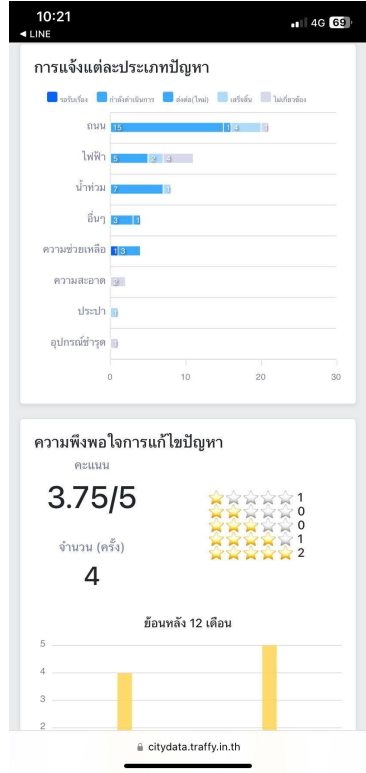 10:21
4G 69
◀ LINE
การแจ้งแต่ละประเภทปัญหา
รอรับเรื่อง กำลังดำเนินการ ส่งต่อ(ใหม่) เสร็จสิ้น ไม่เกี่ยวข้อง
ถนน 15 1 4 1
ไฟฟ้า 5 2 4
น้ำท่วม 7 1
อื่นๆ 3 1
ความช่วยเหลือ 1 3
ความสะอาด 2
ประปา 1
อุปกรณ์ชำรุด 1
0 10 20 30
ความพึงพอใจการแก้ไขปัญหา
คะแนน
3.75/5
จำนวน (ครั้ง)
4
1
0
0
1
2
ย้อนหลัง 12 เดือน
5
4
3
2
citydata.traffy.in.th